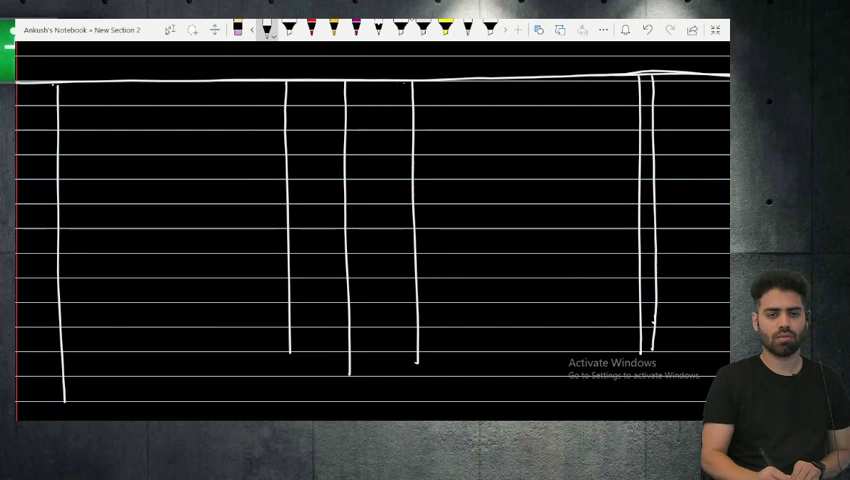 Ankush's Notebook » New Section 2
Activate Windows
Go to Settings to activate Windows.